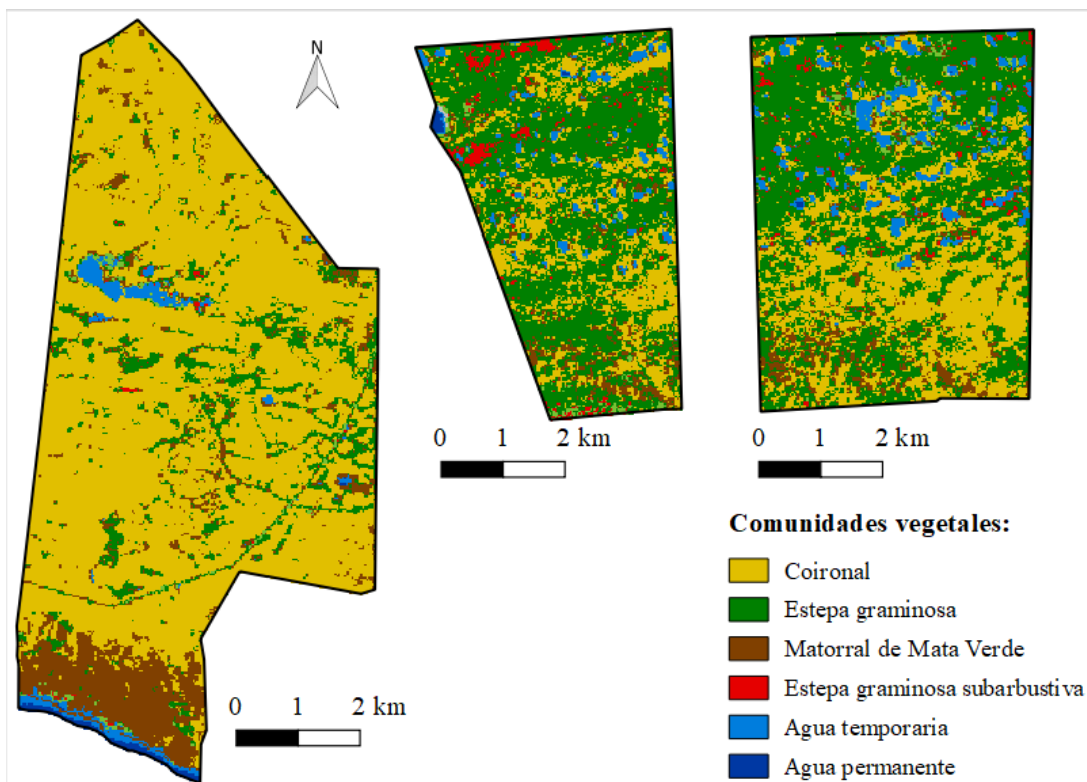 N
0 1 2 km
0 1 2 km
0 1 2 km
Comunidades vegetales:
Coironal
Estepa graminosa
Matorral de Mata Verde
Estepa graminosa subarbustiva
Agua temporaria
Agua permanente